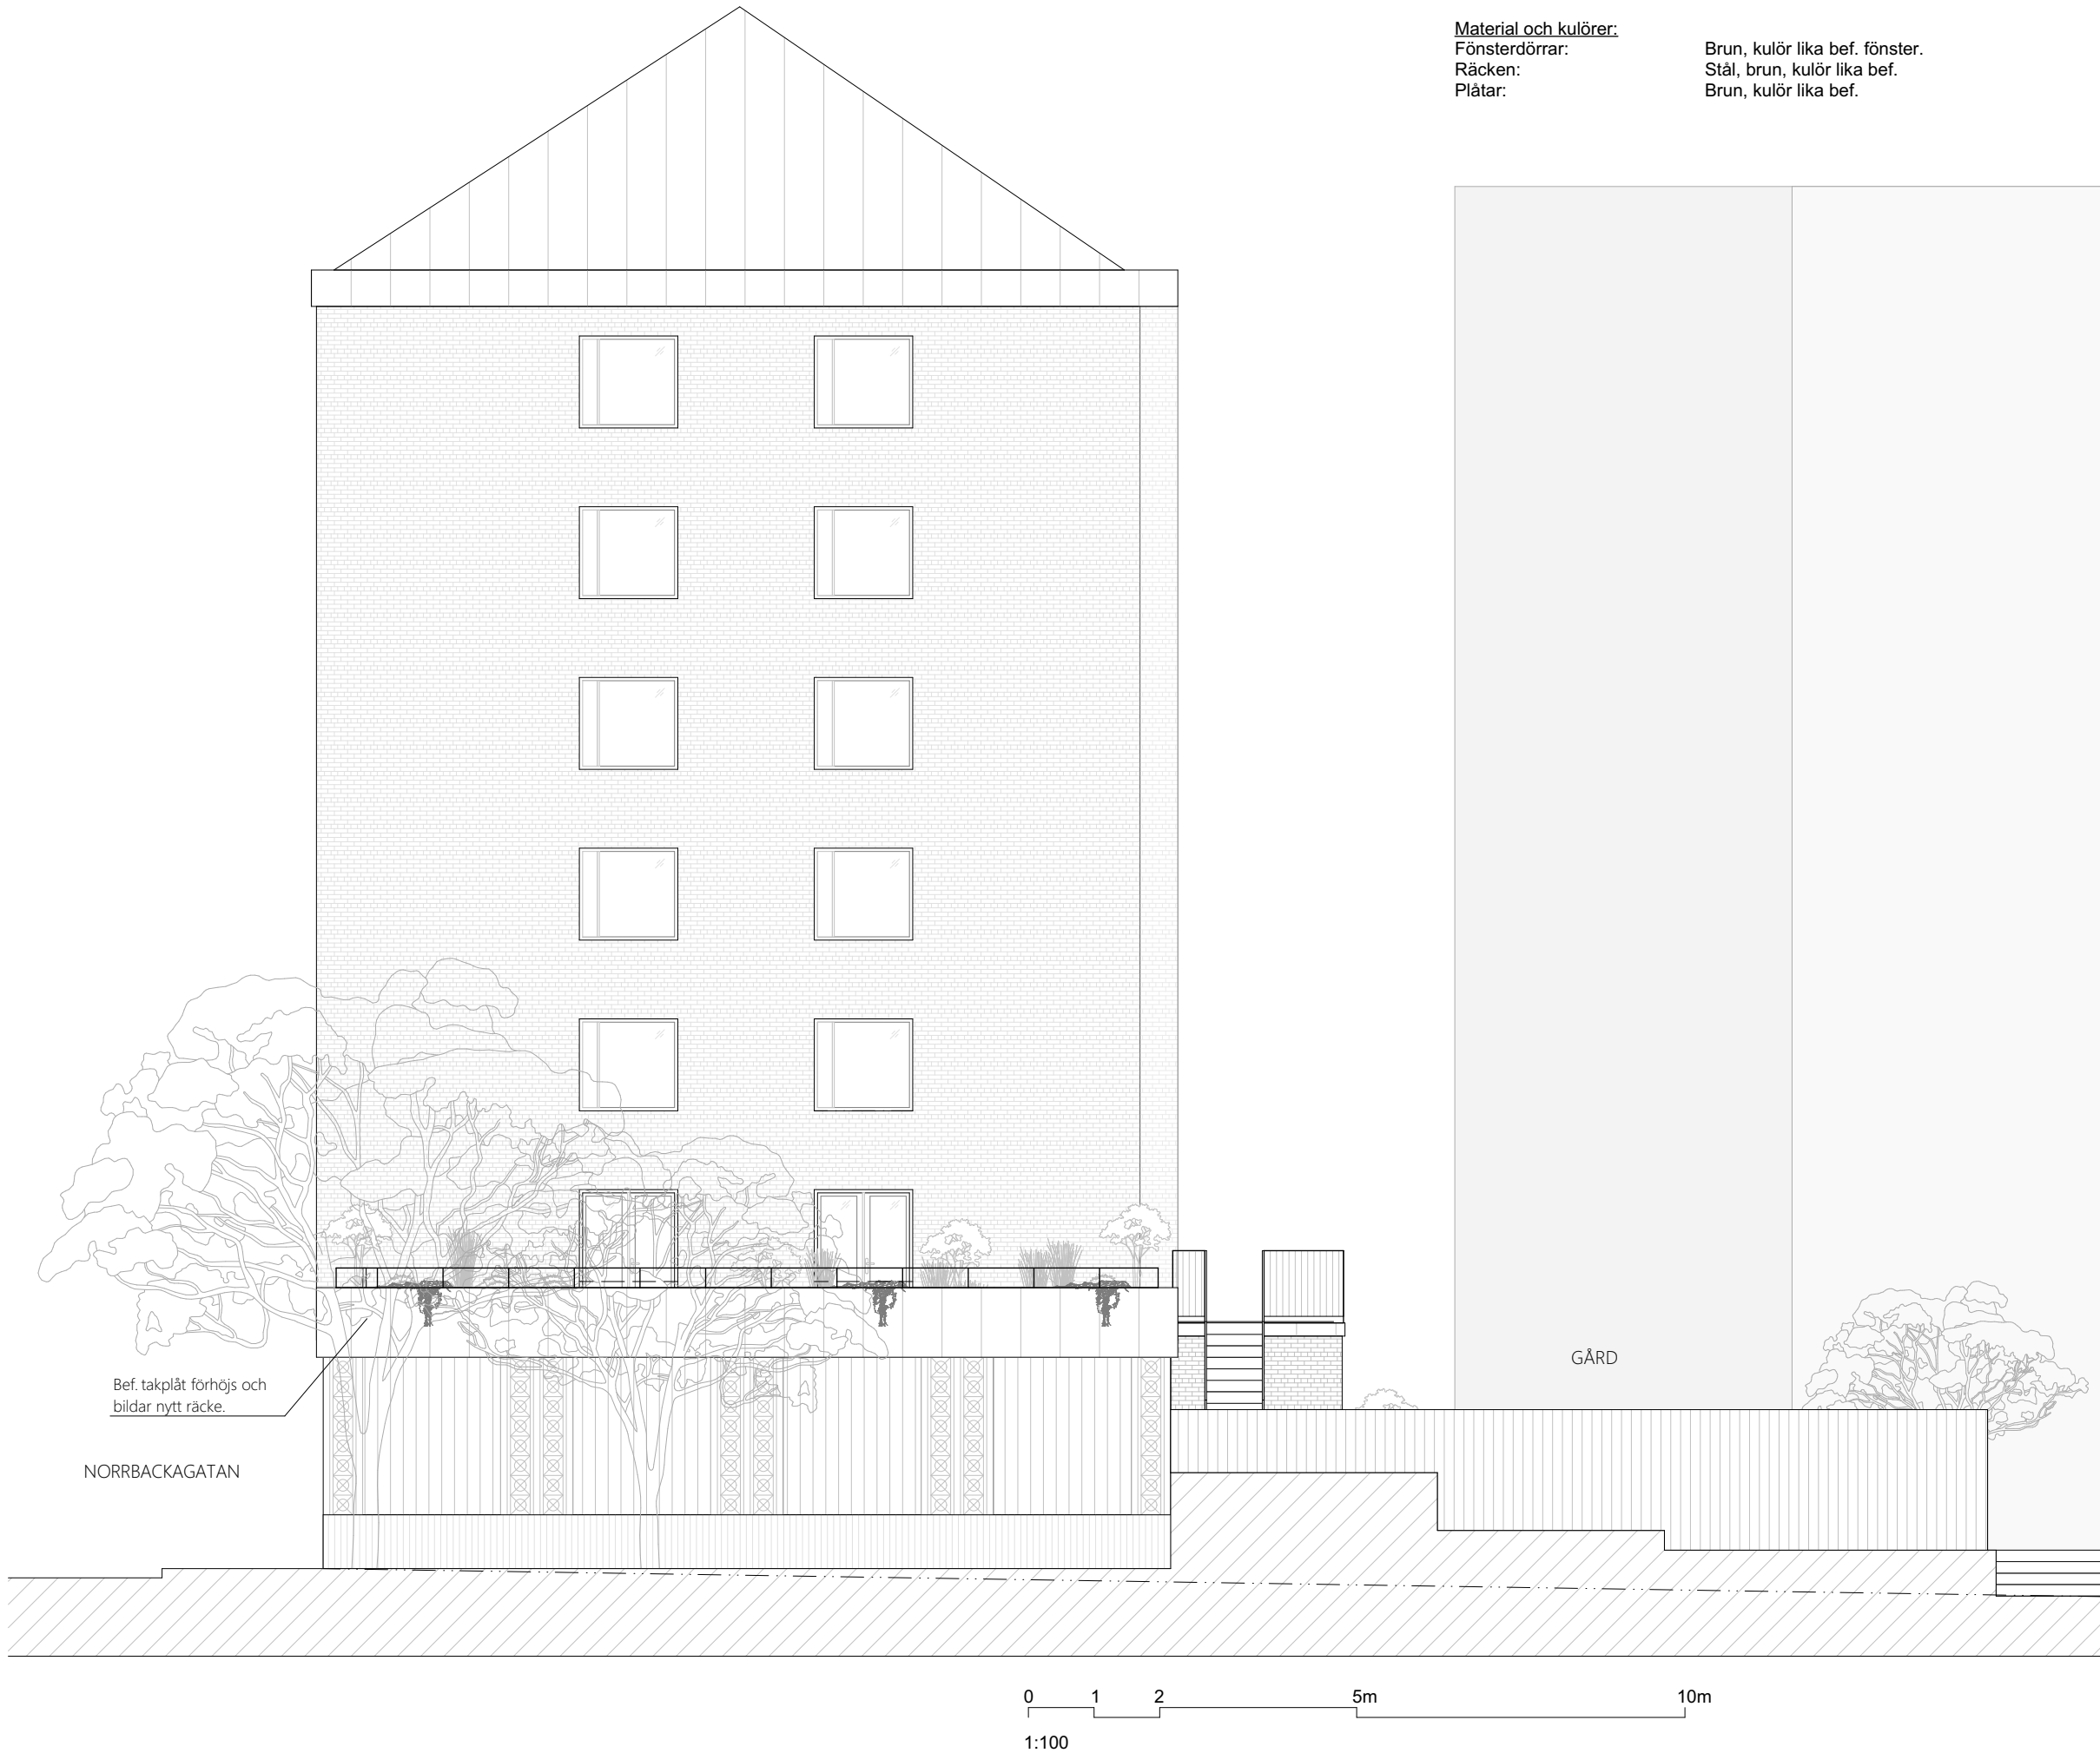 Material och kulörer:
Fönsterdörrar: Brun, kulör lika bef. fönster.
Räcken: Stål, brun, kulör lika bef.
Plåtar: Brun, kulör lika bef.
GÅRD
Bef. takplåt förhöjs och
bildar nytt räcke.
NORRBACKAGATAN
0 1 2 5m 10m
1:100